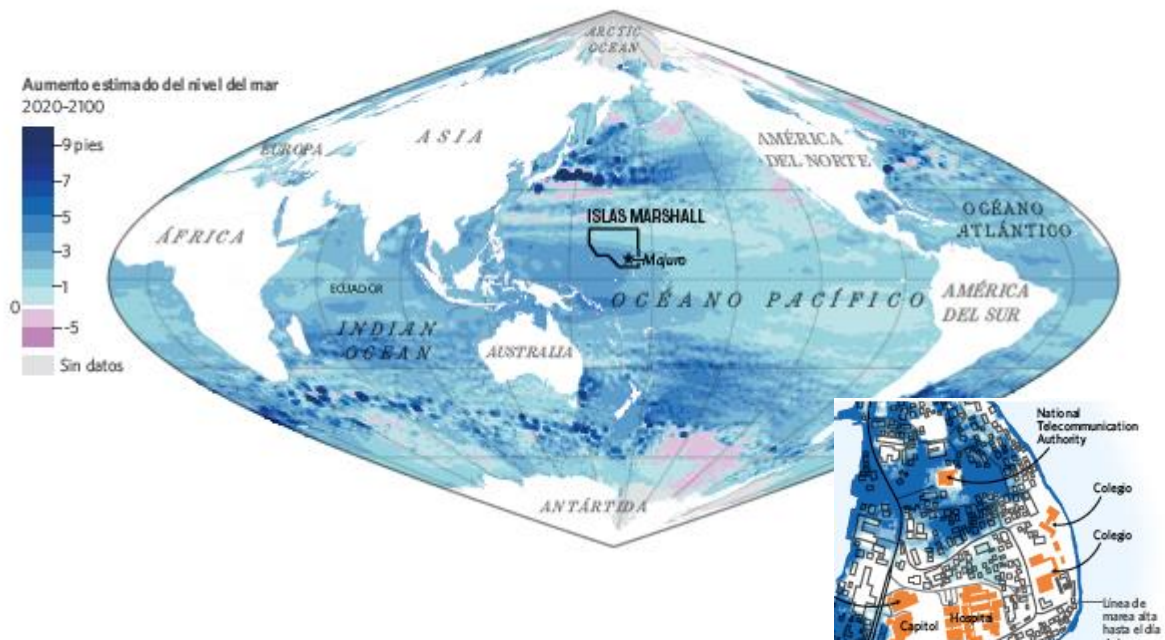 Aumento estimado del nivel del mar
2020-2100
9 pies
7
5
3
1
0
-5
Sin datos
ARCTIC
OCEAN
ASIA
EUROPA
AMÉRICA
DEL NORTE
ISLAS MARSHALL
OCÉANO
ATLÁNTICO
ÁFRICA
Majuro
ECUADOR
OCÉANO PACÍFICO
AMÉRICA
DEL SUR
INDIAN
OCEAN
AUSTRALIA
ANTÁRTIDA
National
Telecommunication
Authority
Colegio
Colegio
Línea de
marea alta
hasta el día
Capitol
Hospital